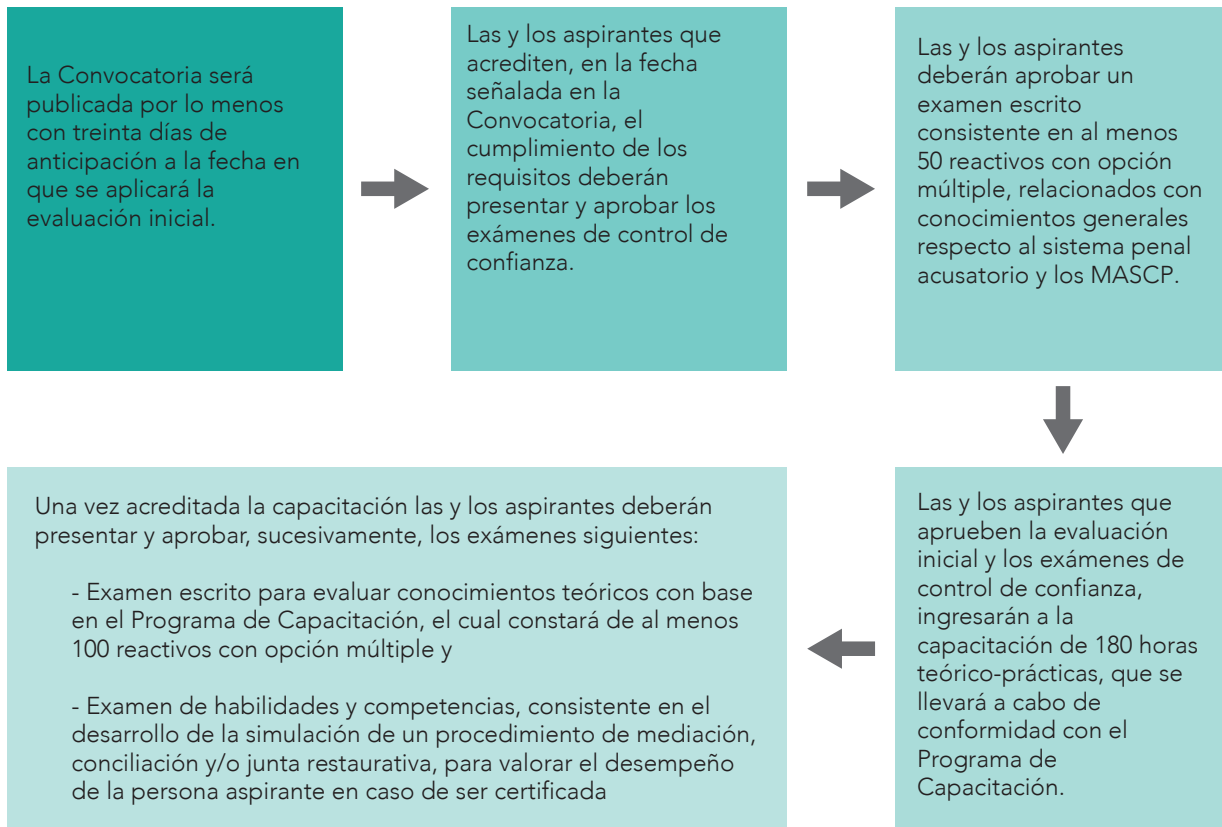 La Convocatoria será
publicada por lo menos
con treinta días de
anticipación a la fecha en
que se aplicará la
evaluación inicial.
Las y los aspirantes que
acrediten, en la fecha
señalada en la
Convocatoria, el
cumplimiento de los
requisitos deberán
presentar y aprobar los
exámenes de control de
confianza.
Las y los aspirantes
deberán aprobar un
examen escrito
consistente en al menos
50 reactivos con opción
múltiple, relacionados con
conocimientos generales
respecto al sistema penal
acusatorio y los MASCP.
Las y los aspirantes que
aprueben la evaluación
inicial y los exámenes de
control de confianza,
ingresarán a la
capacitación de 180 horas
teórico-prácticas, que se
llevará a cabo de
conformidad con el
Programa de
Capacitación.
Una vez acreditada la capacitación las y los aspirantes deberán
presentar y aprobar, sucesivamente, los exámenes siguientes:
- Examen escrito para evaluar conocimientos teóricos con base
en el Programa de Capacitación, el cual constará de al menos
100 reactivos con opción múltiple y
- Examen de habilidades y competencias, consistente en el
desarrollo de la simulación de un procedimiento de mediación,
conciliación y/o junta restaurativa, para valorar el desempeño
de la persona aspirante en caso de ser certificada